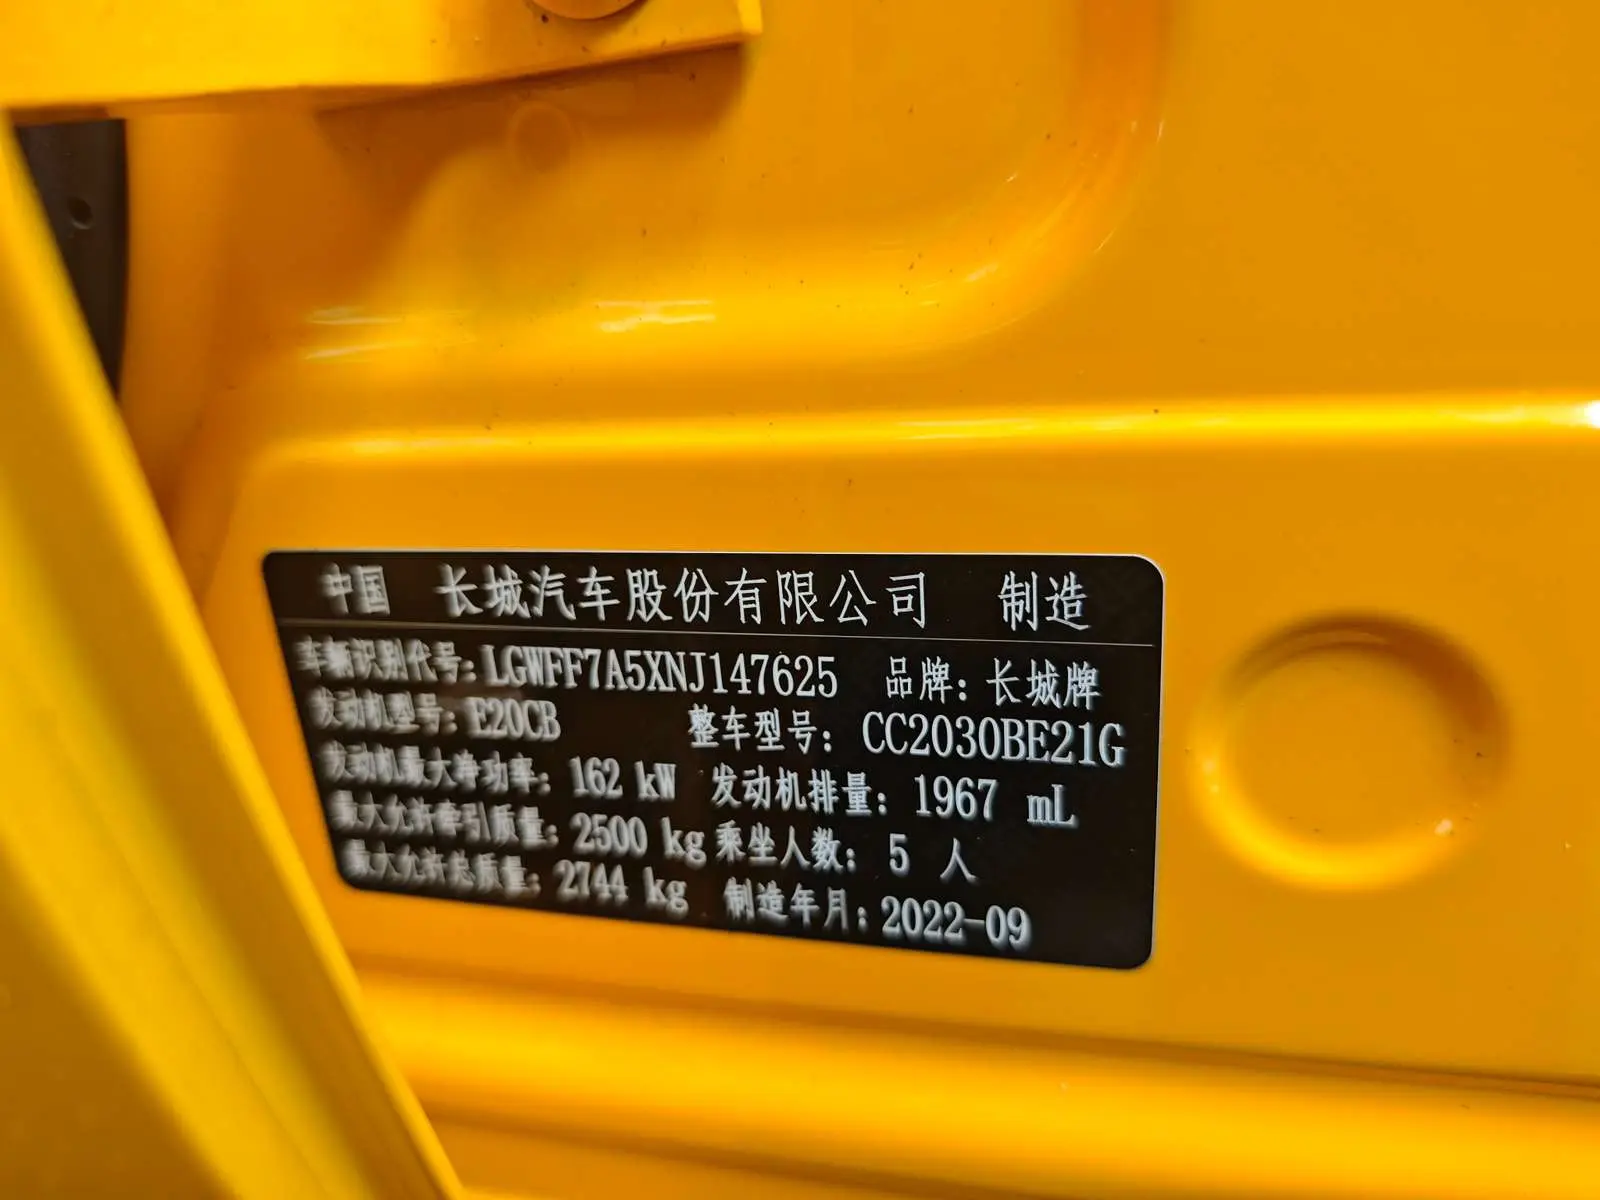 中国 长城汽车股份有限公司 制造
车辆识别代号: LGWFF7A5XNJ147625 品牌: 长城牌
发动机型号: E20CB 整车型号: CC2030BE21G
发动机最大净功率: 162 kW 发动机排量: 1967 mL
最大允许牵引质量: 2500 kg 乘坐人数: 5 人
最大允许总质量: 2744 kg 制造年月: 2022-09